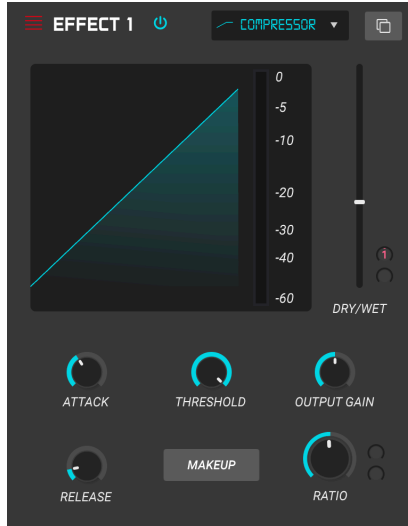 EFFECT 1
COMPRESSOR
0
-5
-10
-20
-30
-40
-60
1
DRY/WET
ATTACK
THRESHOLD
OUTPUT GAIN
RELEASE
MAKEUP
RATIO